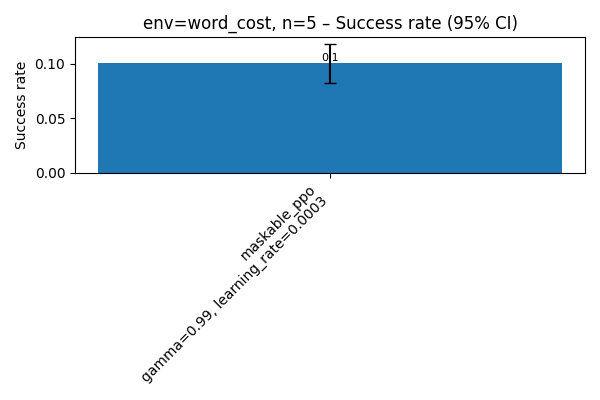 env=word_cost, n=5 – Success rate (95% CI)
Success rate
0.10
0.05
0.00
0.1
maskable_ppo
gamma=0.99, learning_rate=0.0003